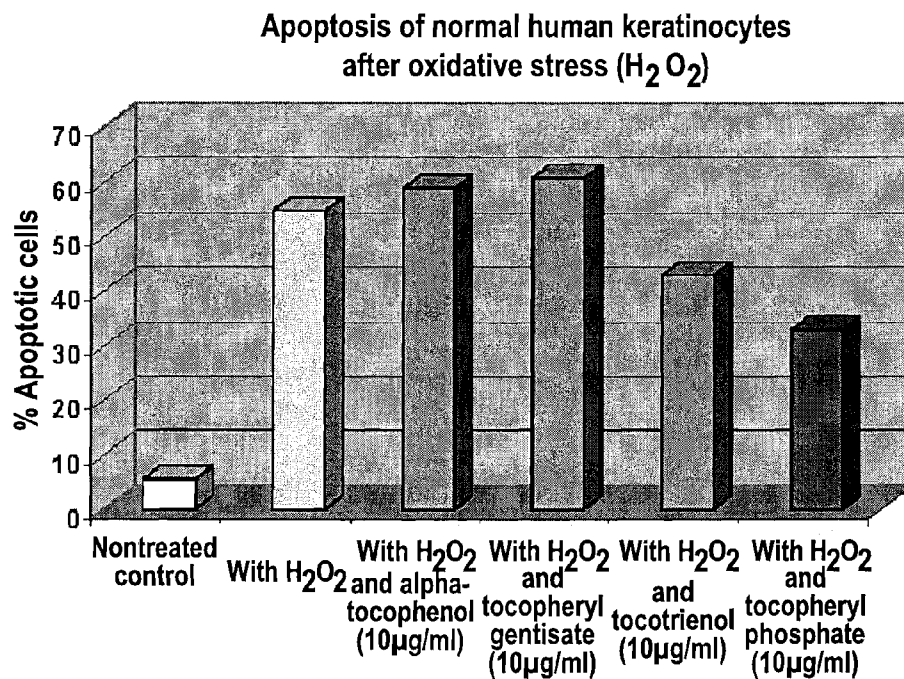 Apoptosis of normal human keratinocytes
after oxidative stress (H₂O₂)
% Apoptotic cells
70
60
50
40
30
20
10
0
Nontreated
control
With H₂O₂
With H₂O₂
and alpha-
tocophenol
(10µg/ml)
With H₂O₂
and
tocopheryl
gentisate
(10µg/ml)
With H₂O₂
and
tocotrienol
(10µg/ml)
With H₂O₂
and
tocopheryl
phosphate
(10µg/ml)